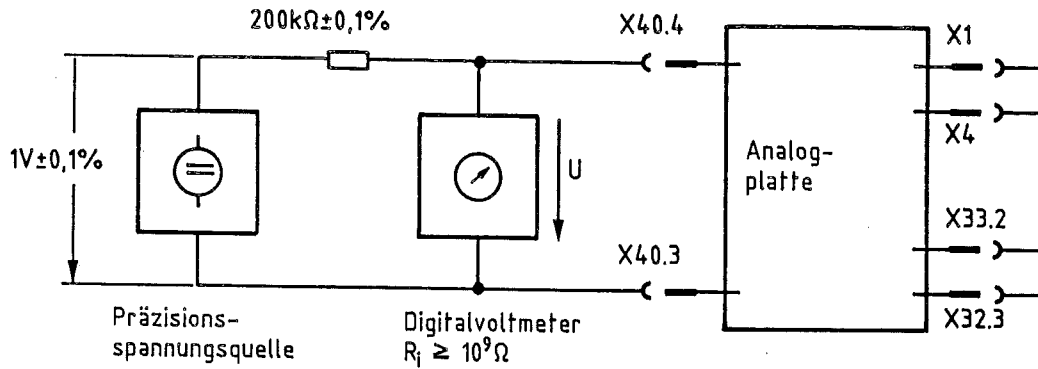 200kΩ±0,1%
X40.4
X1
1V±0,1%
U
Analog-
platte
X4
X40.3
X33.2
X32.3
Präzisions-
spannungsquelle
Digitalvoltmeter
Ri ≥ 10⁹Ω